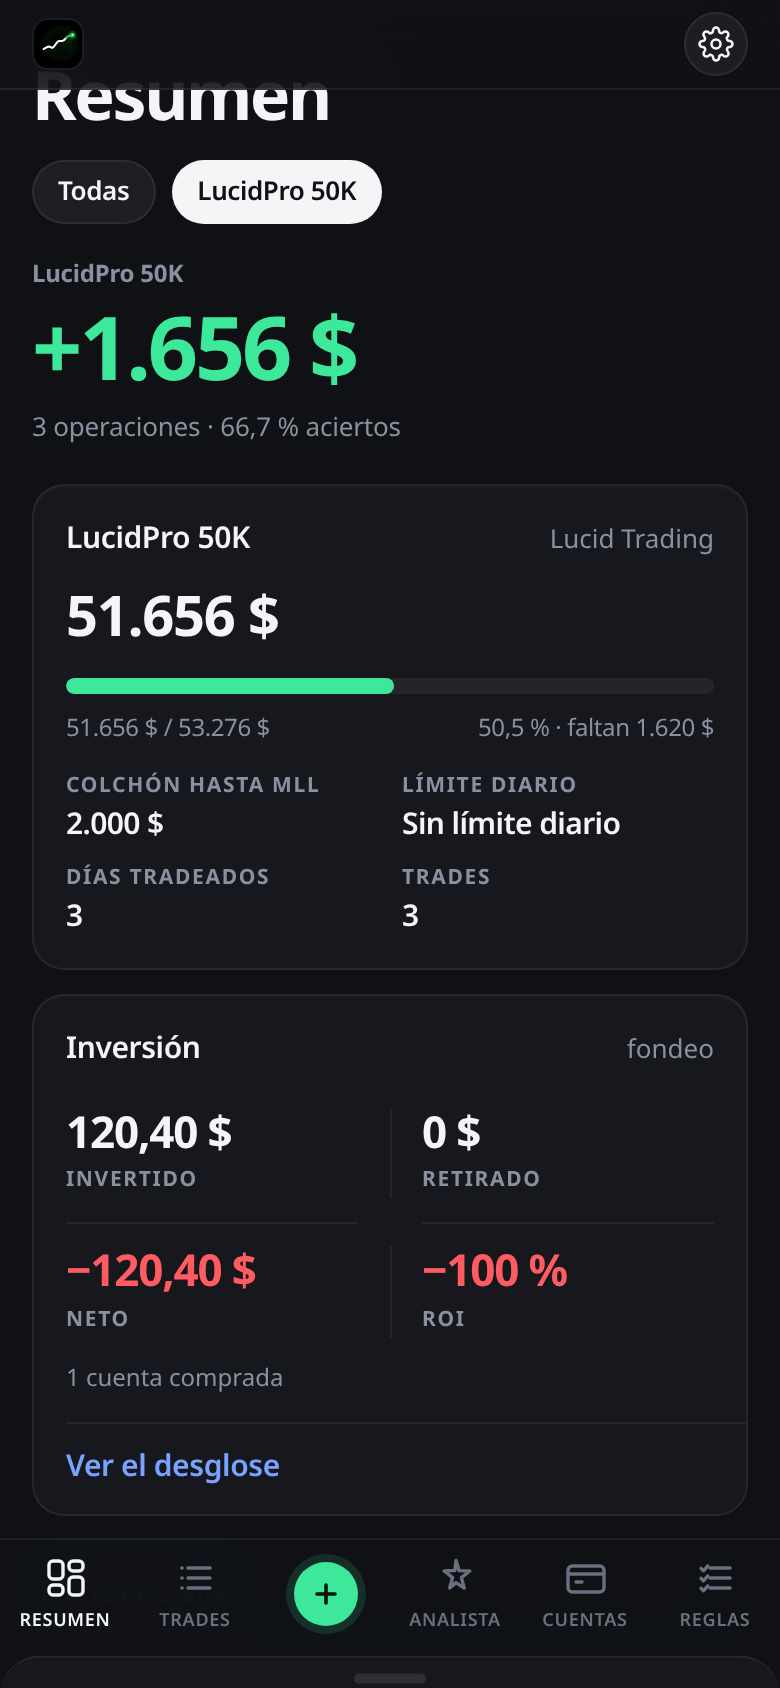 Resumen
Todas
LucidPro 50K
LucidPro 50K
+1.656 $
3 operaciones · 66,7 % aciertos
LucidPro 50K
Lucid Trading
51.656 $
51.656 $ / 53.276 $
50,5 % · faltan 1.620 $
COLCHÓN HASTA MLL
LÍMITE DIARIO
2.000 $
Sin límite diario
DÍAS TRADEADOS
TRADES
3
3
Inversión
fondeo
120,40 $
0 $
INVERTIDO
RETIRADO
−120,40 $
−100 %
NETO
ROI
1 cuenta comprada
Ver el desglose
RESUMEN
TRADES
ANALISTA
CUENTAS
REGLAS